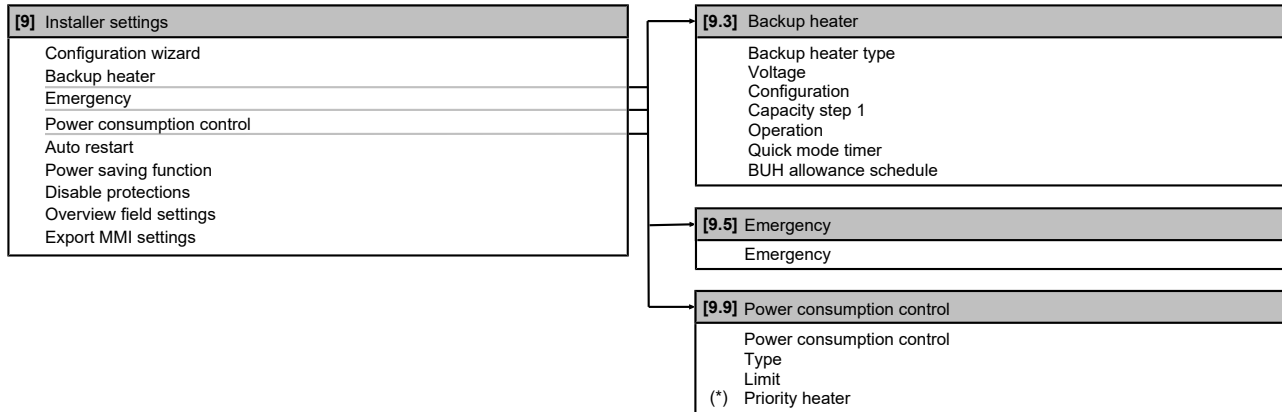 [9] Installer settings
Configuration wizard
Backup heater
Emergency
Power consumption control
Auto restart
Power saving function
Disable protections
Overview field settings
Export MMI settings
[9.3] Backup heater
Backup heater type
Voltage
Configuration
Capacity step 1
Operation
Quick mode timer
BUH allowance schedule
[9.5] Emergency
Emergency
[9.9] Power consumption control
Power consumption control
Type
Limit
(*) Priority heater